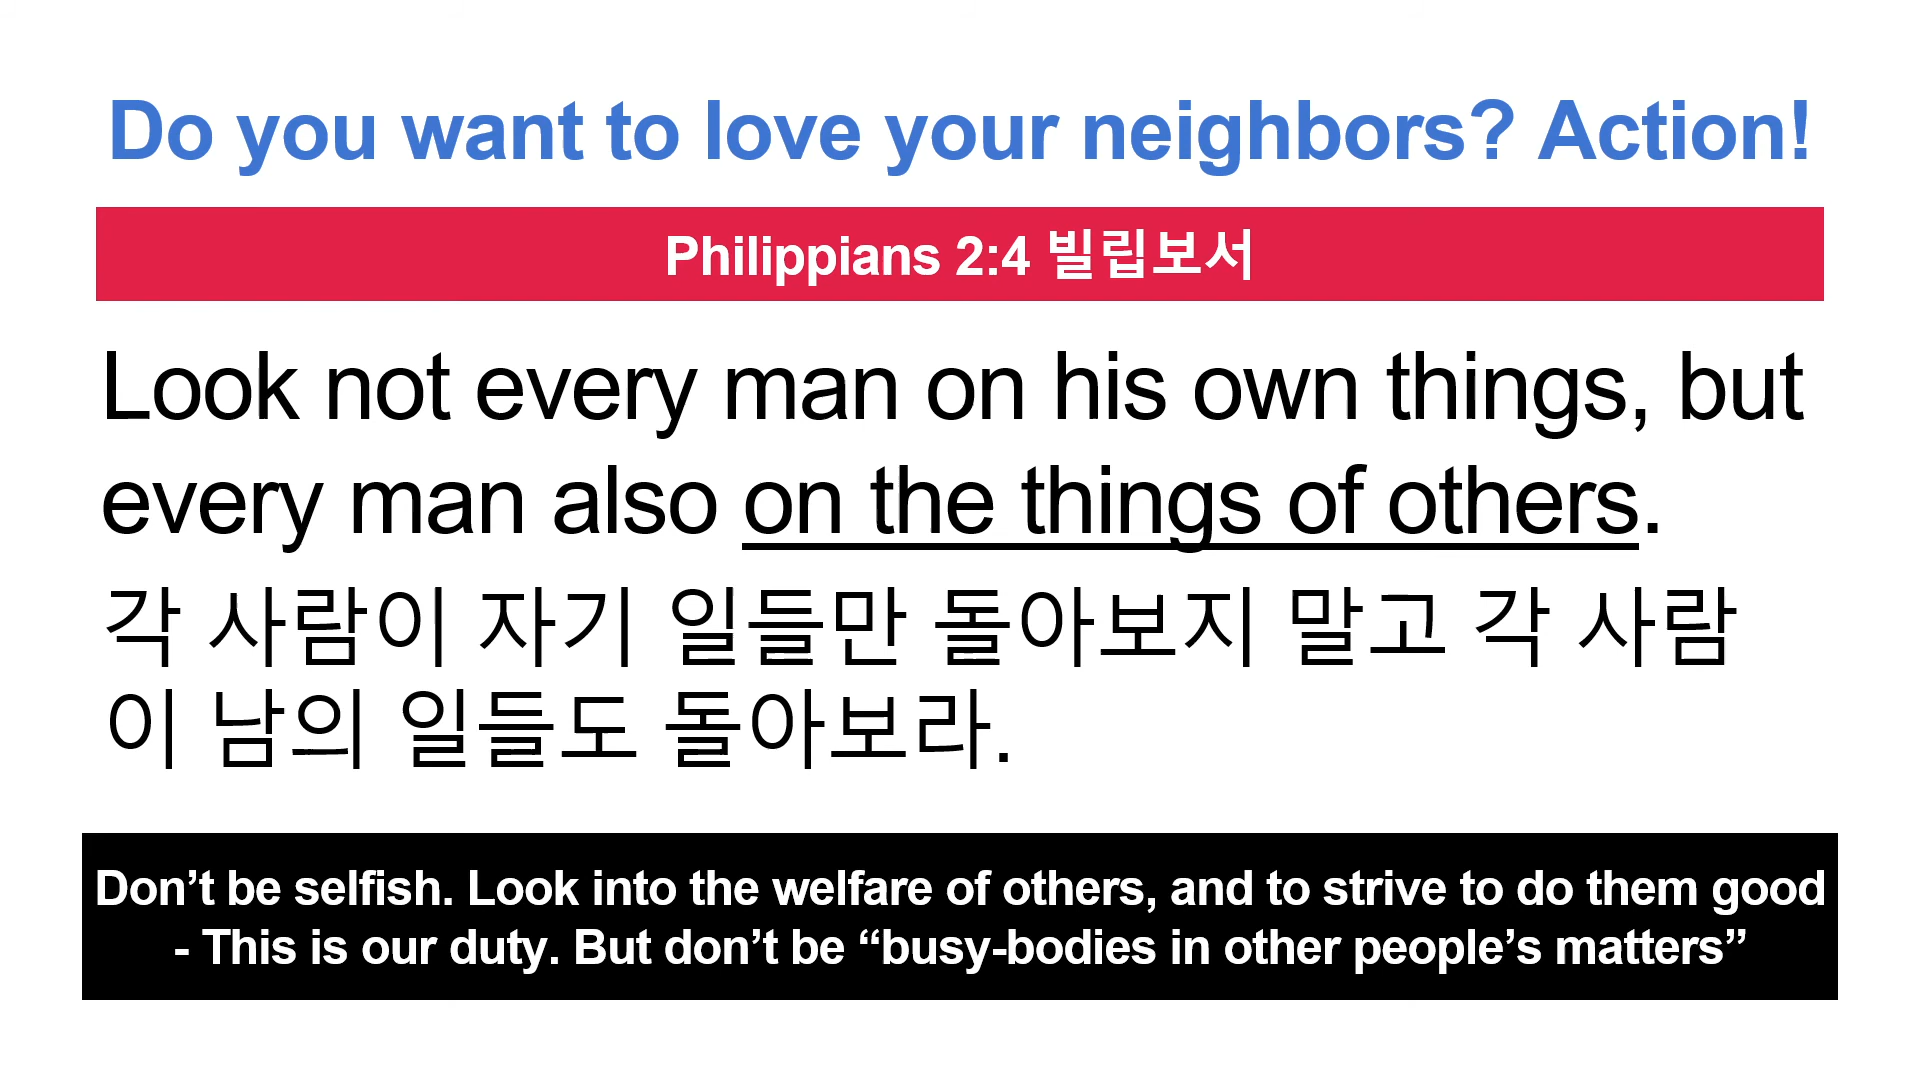 Do you want to love your neighbors? Action!
Philippians 2:4 빌립보서
Look not every man on his own things, but
every man also on the things of others.
각 사람이 자기 일들만 돌아보지 말고 각 사람
이 남의 일들도 돌아보라.
Don’t be selfish. Look into the welfare of others, and to strive to do them good
- This is our duty. But don’t be “busy-bodies in other people’s matters”